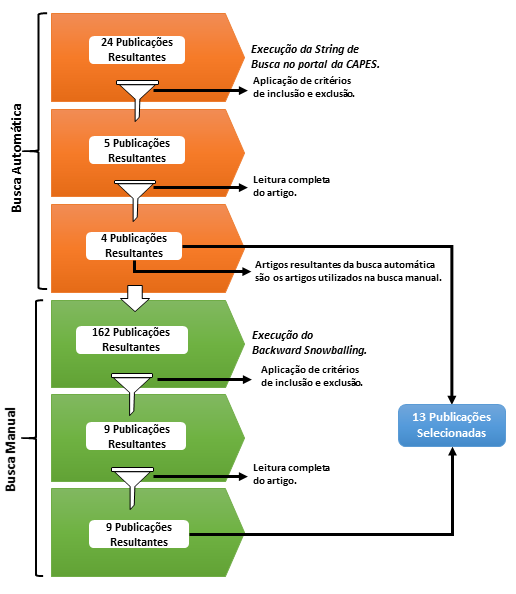 Busca Automática
24 Publicações
Resultantes
Execução da String de
Busca no portal da CAPES.
Aplicação de critérios
de inclusão e exclusão.
5 Publicações
Resultantes
Leitura completa
do artigo.
4 Publicações
Resultantes
Artigos resultantes da busca automática
são os artigos utilizados na busca manual.
Busca Manual
162 Publicações
Resultantes
Execução do
Backward Snowballing.
Aplicação de critérios
de inclusão e exclusão.
9 Publicações
Resultantes
Leitura completa
do artigo.
9 Publicações
Resultantes
13 Publicações
Selecionadas